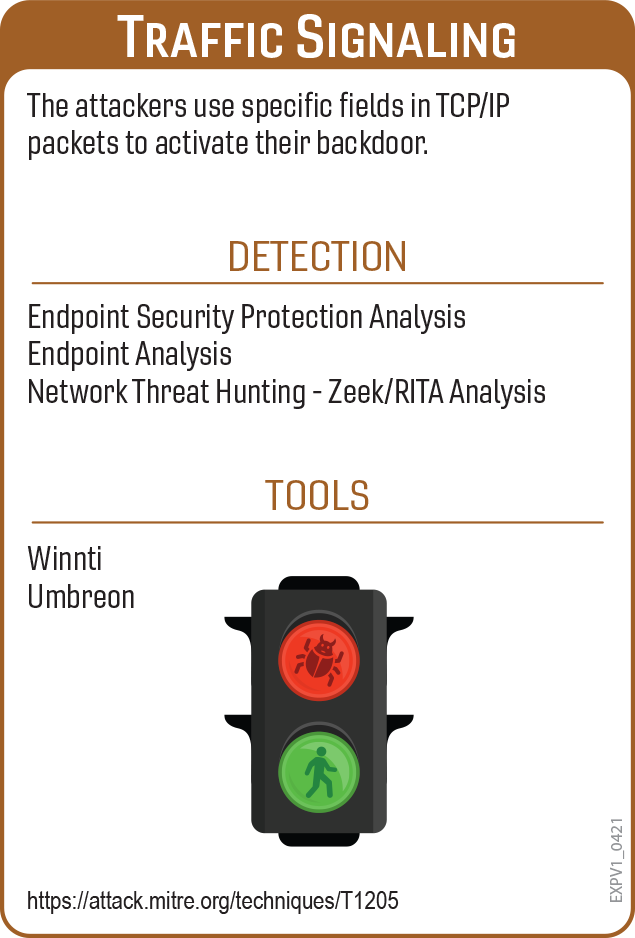 TRAFFIC SIGNALING
The attackers use specific fields in TCP/IP
packets to activate their backdoor.
DETECTION
Endpoint Security Protection Analysis
Endpoint Analysis
Network Threat Hunting - Zeek/RITA Analysis
TOOLS
Winnti
Umbreon
https://attack.mitre.org/techniques/T1205
EXPV1_0421